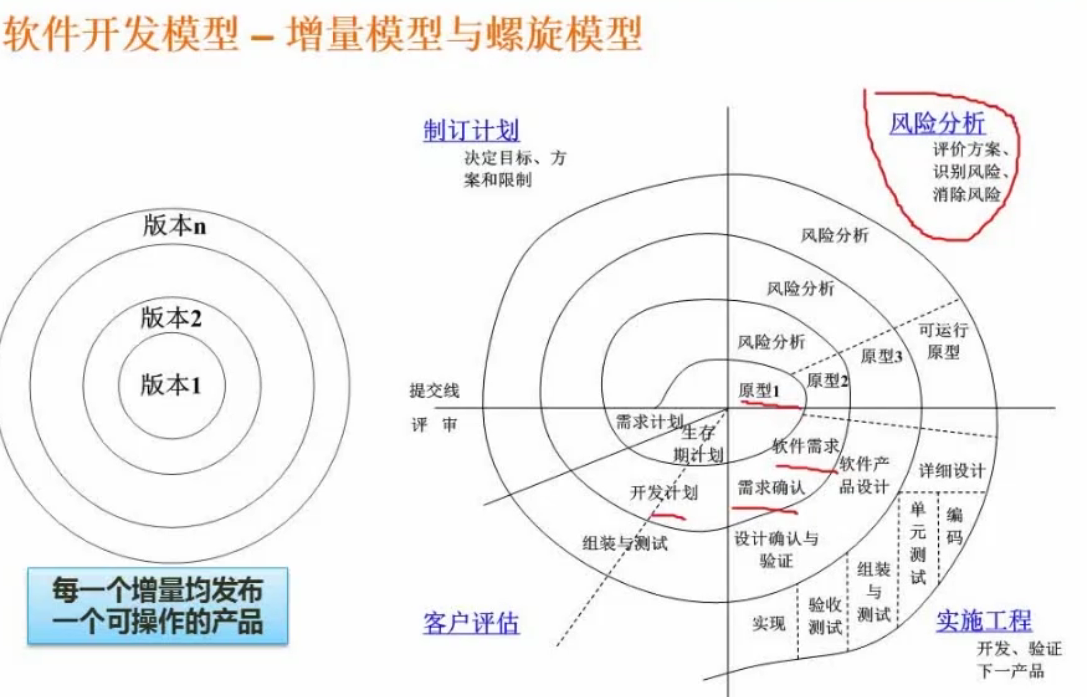 软件开发模型 – 增量模型与螺旋模型
版本n
版本2
版本1
每一个增量均发布
一个可操作的产品
制订计划
决定目标、方
案和限制
风险分析
评价方案、
识别风险、
消除风险
风险分析
风险分析
风险分析
可运行
原型
原型3
原型2
原型1
提交线
评 审
需求计划
生存
期计划
开发计划
组装与测试
软件需求
需求确认
软件产
品设计
设计确认与
验证
详细设计
单元测试
编码
组装
与
测试
验收
测试
实现
客户评估
实施工程
开发、验证
下一产品